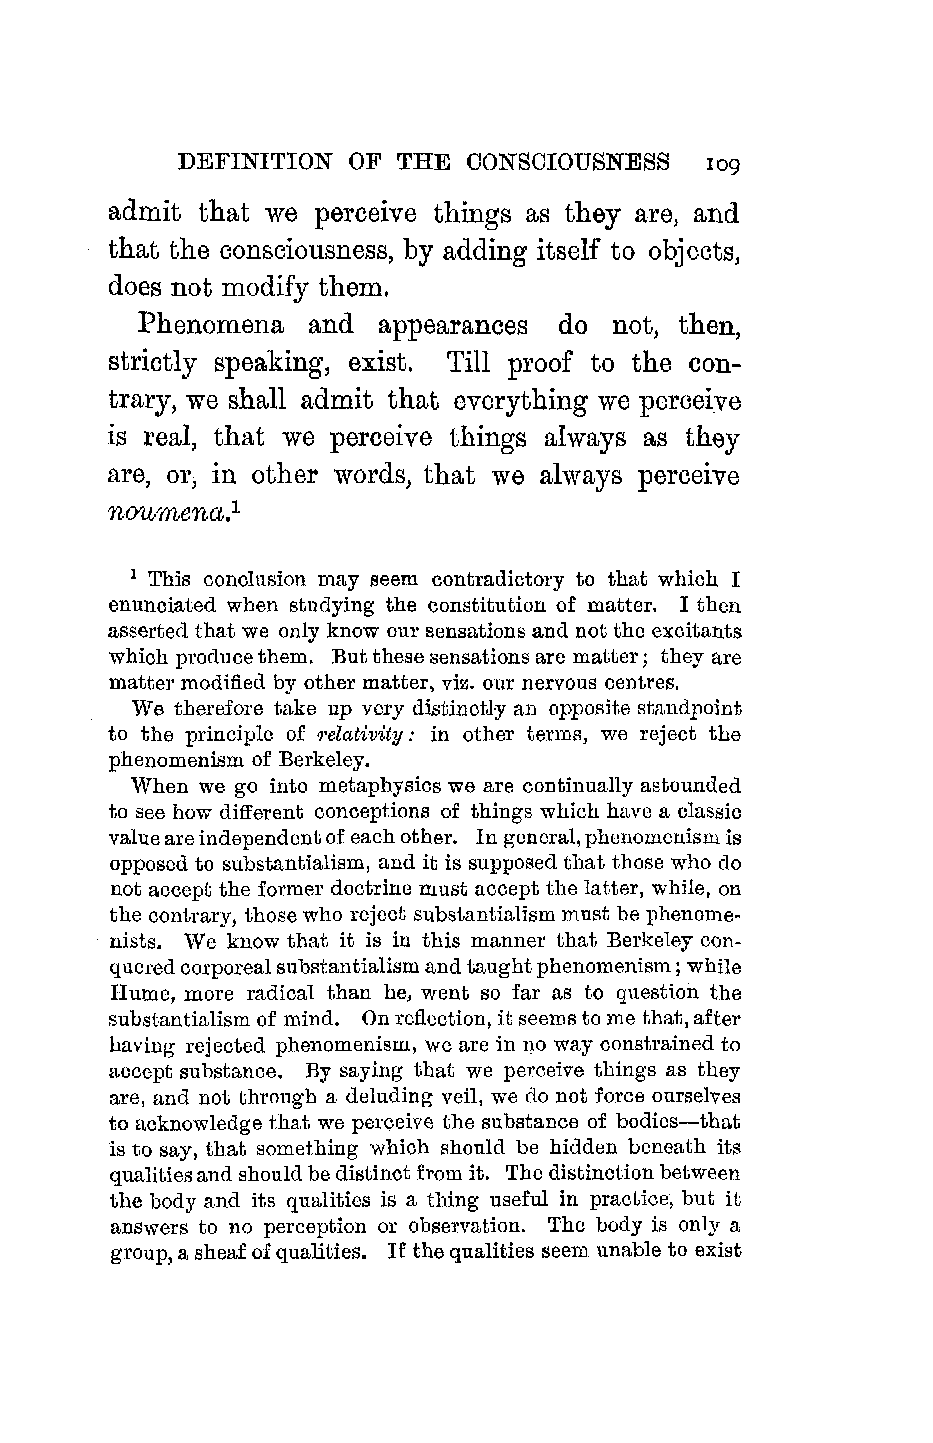 DEFINITION OF THE CONSCIOUSNESS 109
admit that we perceive things as they are, and
that the consciousness, by adding itself to objects,
does not modify them.
Phenomena and appearances do not, then,
strictly speaking, exist. Till proof to the con-
trary, we shall admit that everything we perceive
is real, that we perceive things always as they
are, or, in other words, that we always perceive
noumena.¹
¹ This conclusion may seem contradictory to that which I
enunciated when studying the constitution of matter. I then
asserted that we only know our sensations and not the excitants
which produce them. But these sensations are matter; they are
matter modified by other matter, viz. our nervous centres.
We therefore take up very distinctly an opposite standpoint
to the principle of relativity: in other terms, we reject the
phenomenism of Berkeley.
When we go into metaphysics we are continually astounded
to see how different conceptions of things which have a classic
value are independent of each other. In general, phenomenism is
opposed to substantialism, and it is supposed that those who do
not accept the former doctrine must accept the latter, while, on
the contrary, those who reject substantialism must be phenome-
nists. We know that it is in this manner that Berkeley con-
quered corporeal substantialism and taught phenomenism; while
Hume, more radical than he, went so far as to question the
substantialism of mind. On reflection, it seems to me that, after
having rejected phenomenism, we are in no way constrained to
accept substance. By saying that we perceive things as they
are, and not through a deluding veil, we do not force ourselves
to acknowledge that we perceive the substance of bodies—that
is to say, that something which should be hidden beneath its
qualities and should be distinct from it. The distinction between
the body and its qualities is a thing useful in practice, but it
answers to no perception or observation. The body is only a
group, a sheaf of qualities. If the qualities seem unable to exist